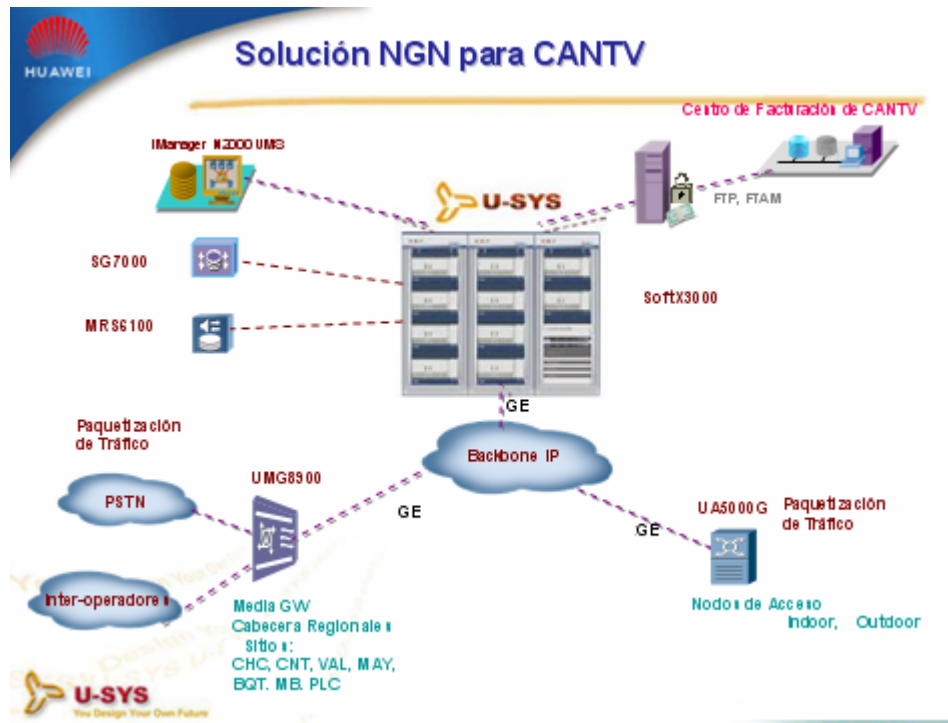 HUAWEI
Solución NGN para CANTV
Centro de Facturación de CANTV
iManager N2000 UMS
U-SYS
FTP, FTAM
SG7000
SoftX3000
MRS6100
GE
Paquetización
de Tráfico
Backbone IP
UMG8900
PSTN
GE
UA5000G
Paquetización
de Tráfico
GE
Inter-operadores
Media GW
Cabecera Regionales
Sitios:
CHC, CNT, VAL, MAY,
BQT. MB. PLC
Nodos de Acceso
Indoor, Outdoor
U-SYS
You Design Your Own Future